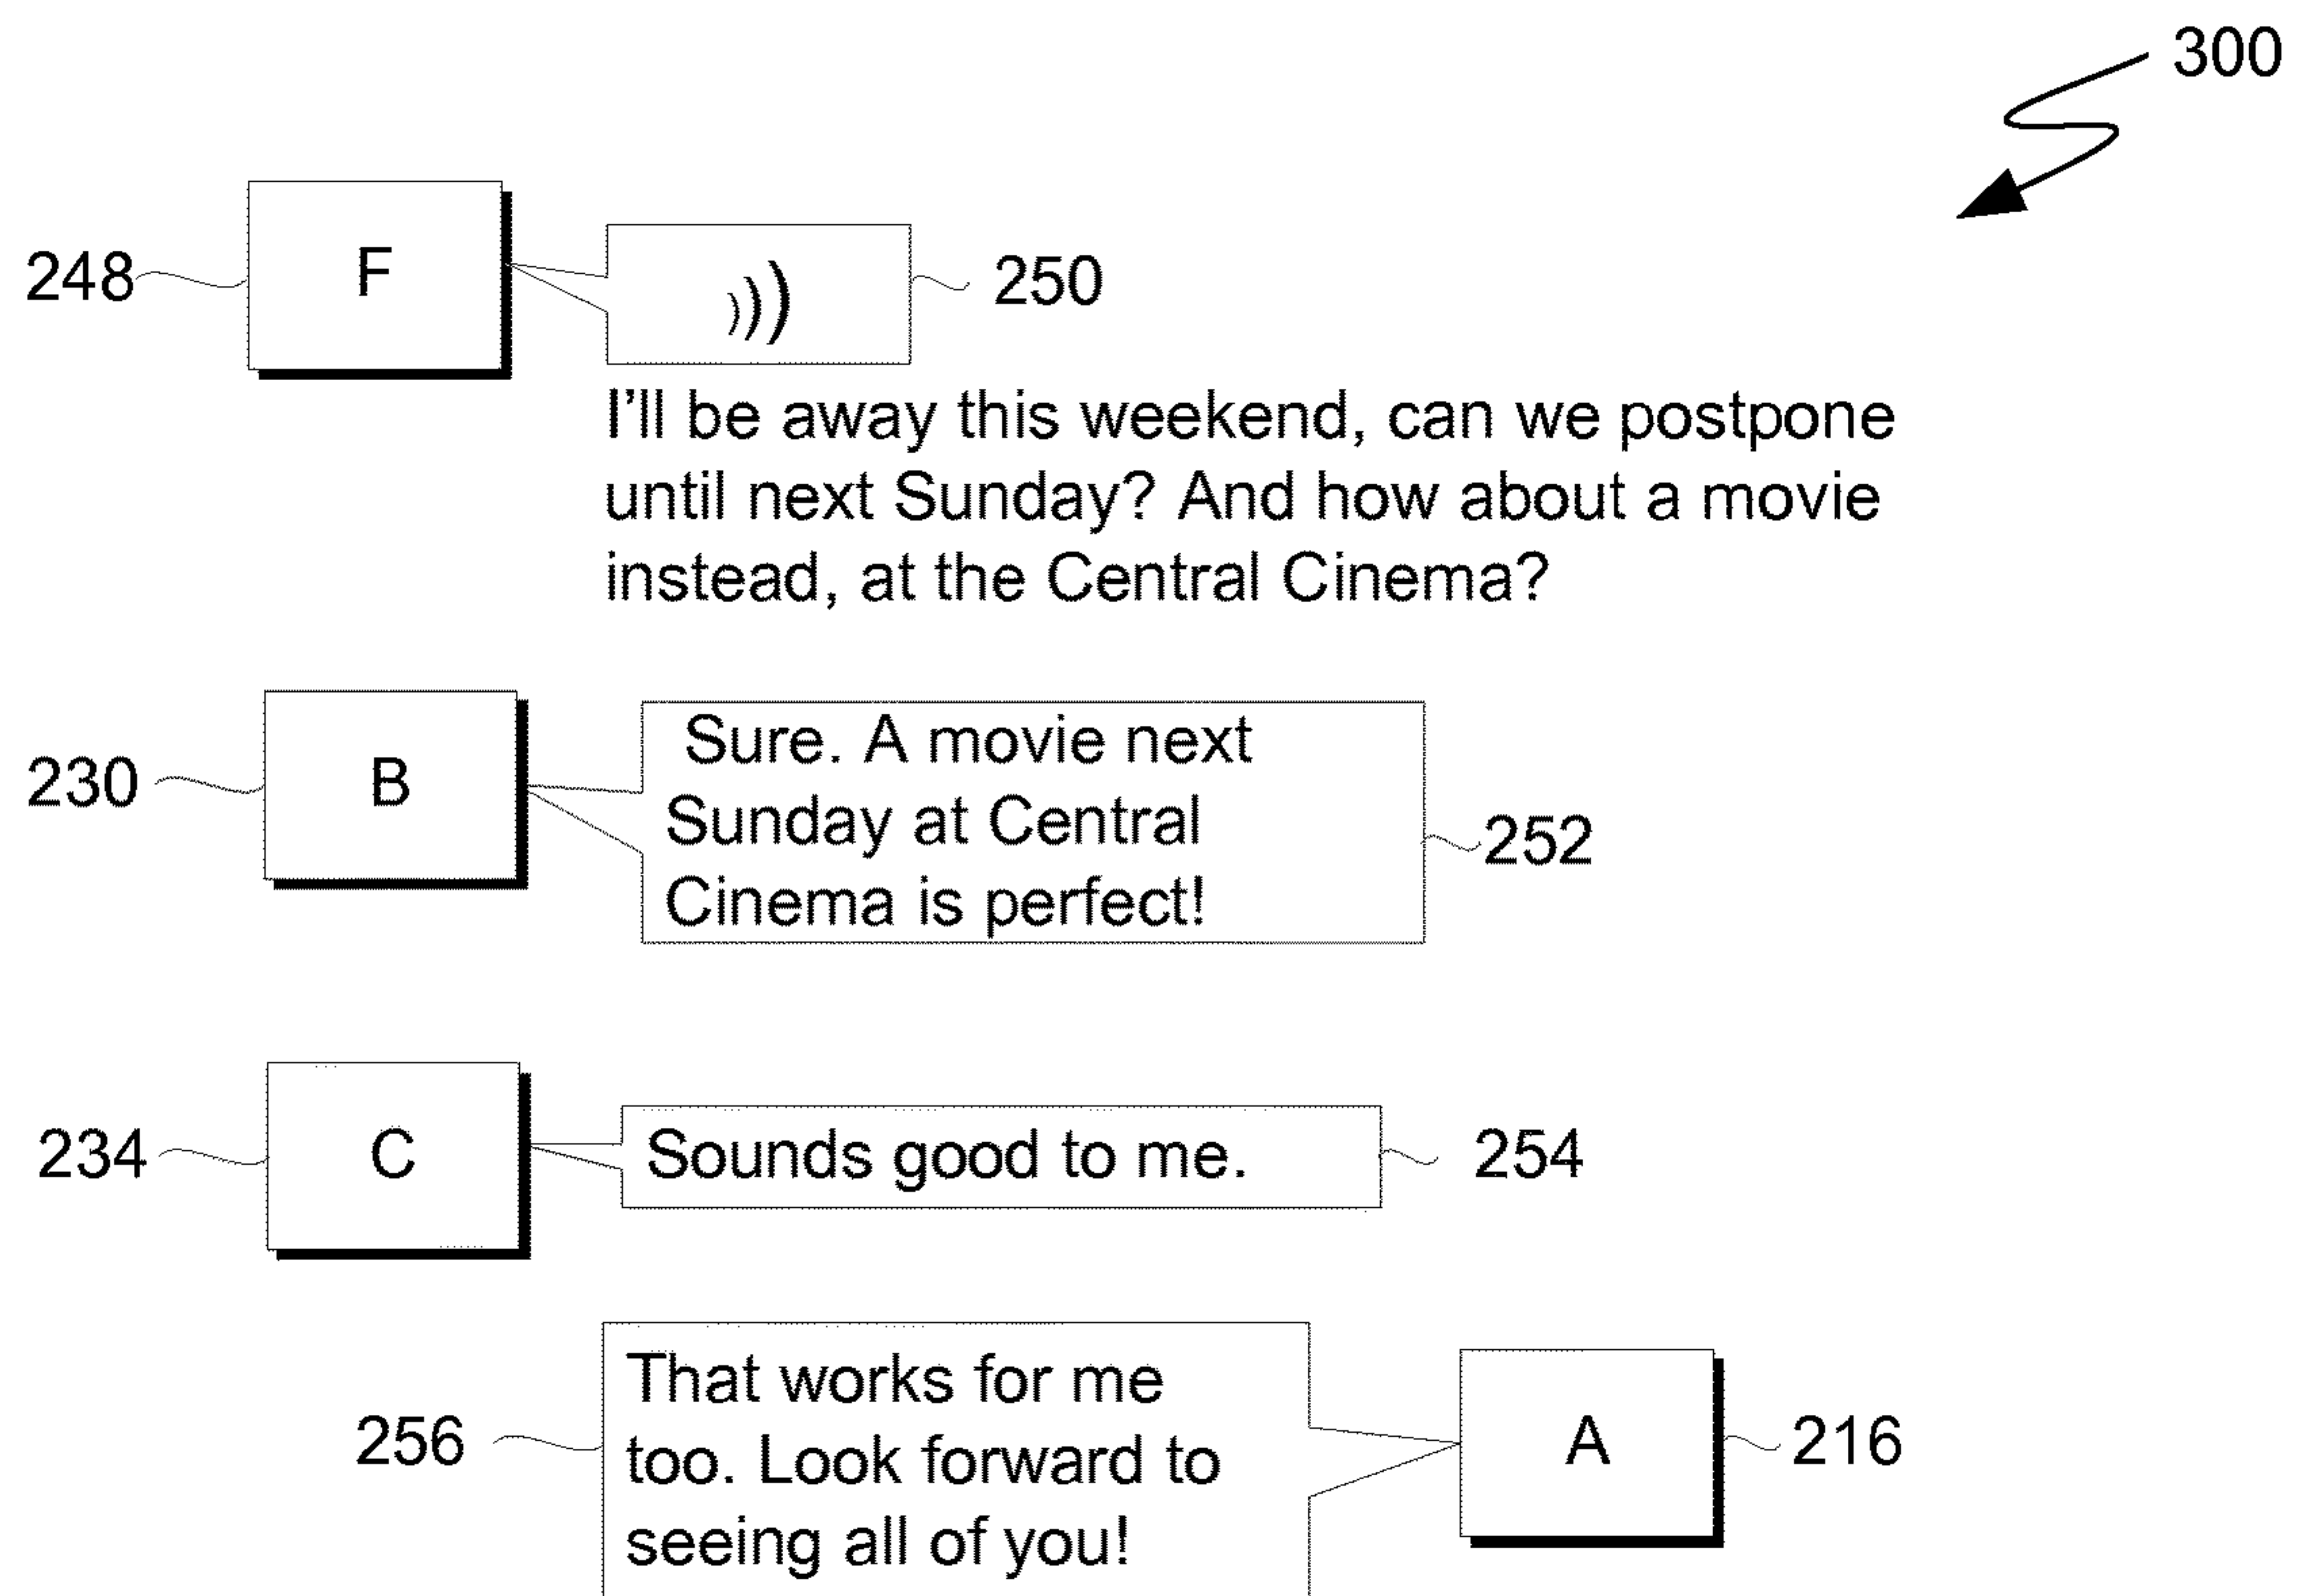 300
248
F
)))
250
I'll be away this weekend, can we postpone
until next Sunday? And how about a movie
instead, at the Central Cinema?
230
B
Sure. A movie next
Sunday at Central
Cinema is perfect!
252
234
C
Sounds good to me.
254
256
That works for me
too. Look forward to
seeing all of you!
A
216